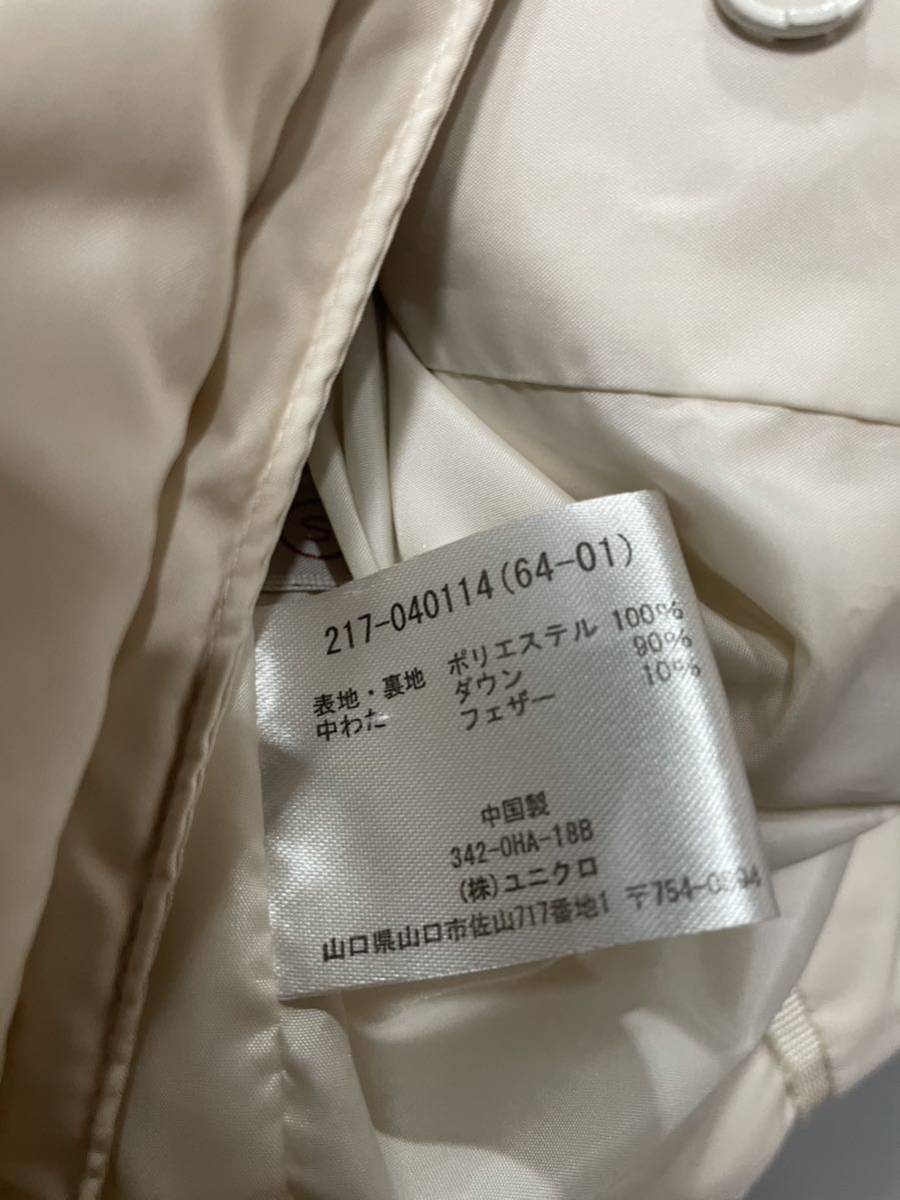 S
217-040114(64-01)
表地・裏地 ポリエステル 100%
中わた ダウン 90%
フェザー 10%
中国製
342-0HA-18B
(株)ユニクロ
山口県山口市佐山717番地1